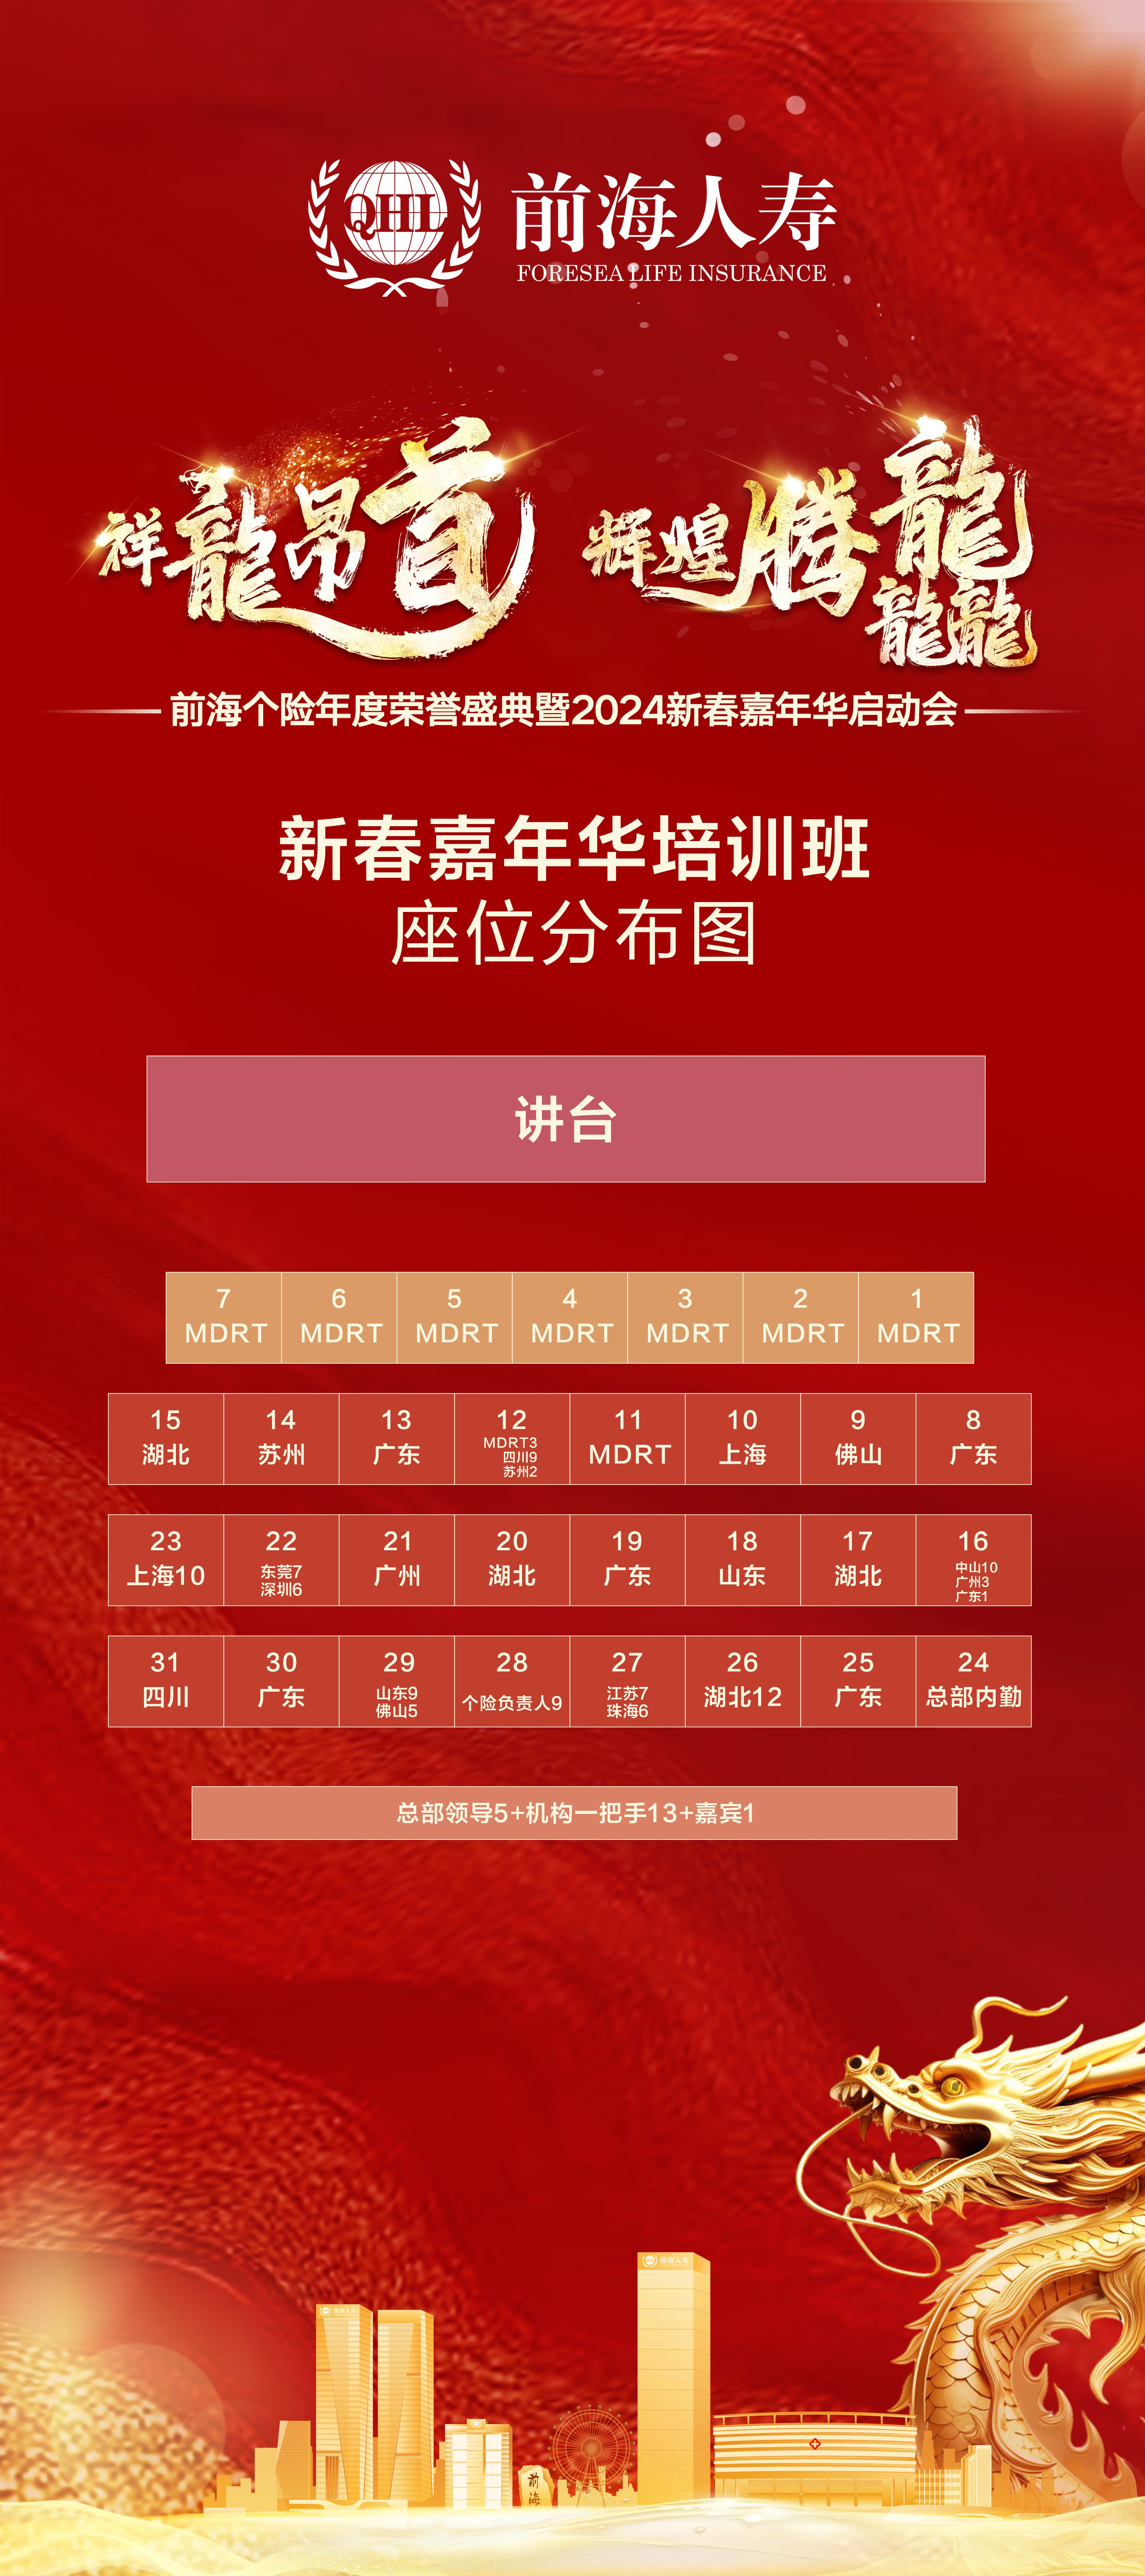 QHL
前海人寿
FORESEA LIFE INSURANCE
祥龍昂首 辉煌腾龍
龍龍
前海个险年度荣誉盛典暨2024新春嘉年华启动会
新春嘉年华培训班
座位分布图
讲台
7 6 5 4 3 2 1
MDRT MDRT MDRT MDRT MDRT MDRT MDRT
15 14 13 12 11 10 9 8
湖北 苏州 广东 MDRT3 四川9 苏州2 MDRT 上海 佛山 广东
23 22 21 20 19 18 17 16
上海10 东莞7 深圳6 广州 湖北 广东 山东 湖北 中山10 广州3 广东1
31 30 29 28 27 26 25 24
四川 广东 山东9 佛山5 个险负责人9 江苏7 珠海6 湖北12 广东 总部内勤
总部领导5+机构一把手13+嘉宾1
前海人寿
前海人寿
前海